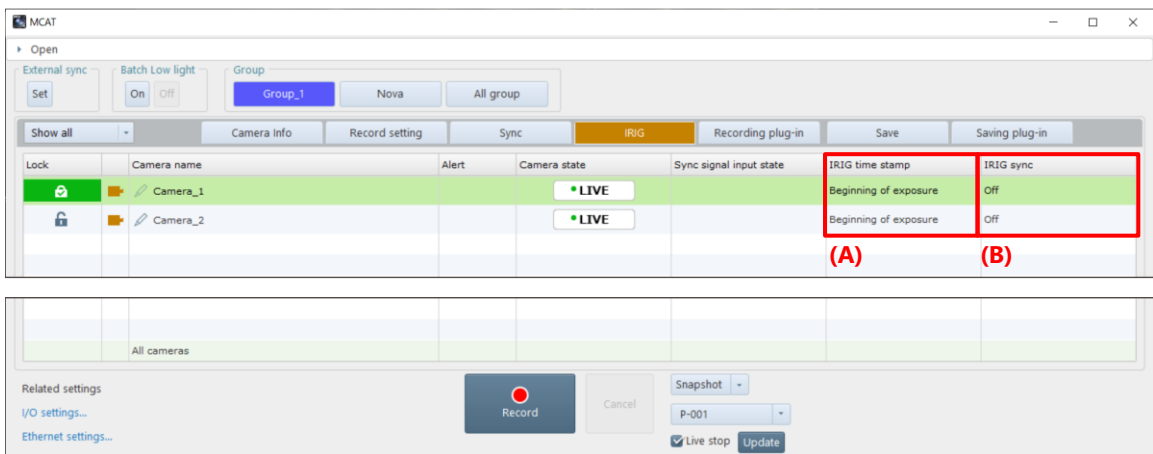 MCAT
Open
External sync Batch Low light Group
Set On Off Group_1 Nova All group
Show all Camera Info Record setting Sync IRIG Recording plug-in Save Saving plug-in
Lock Camera name Alert Camera state Sync signal input state IRIG time stamp IRIG sync
Camera_1 LIVE Beginning of exposure Off
Camera_2 LIVE Beginning of exposure Off
(A) (B)
All cameras
Related settings Snapshot
I/O settings... Record Cancel P-001
Ethernet settings... Live stop Update